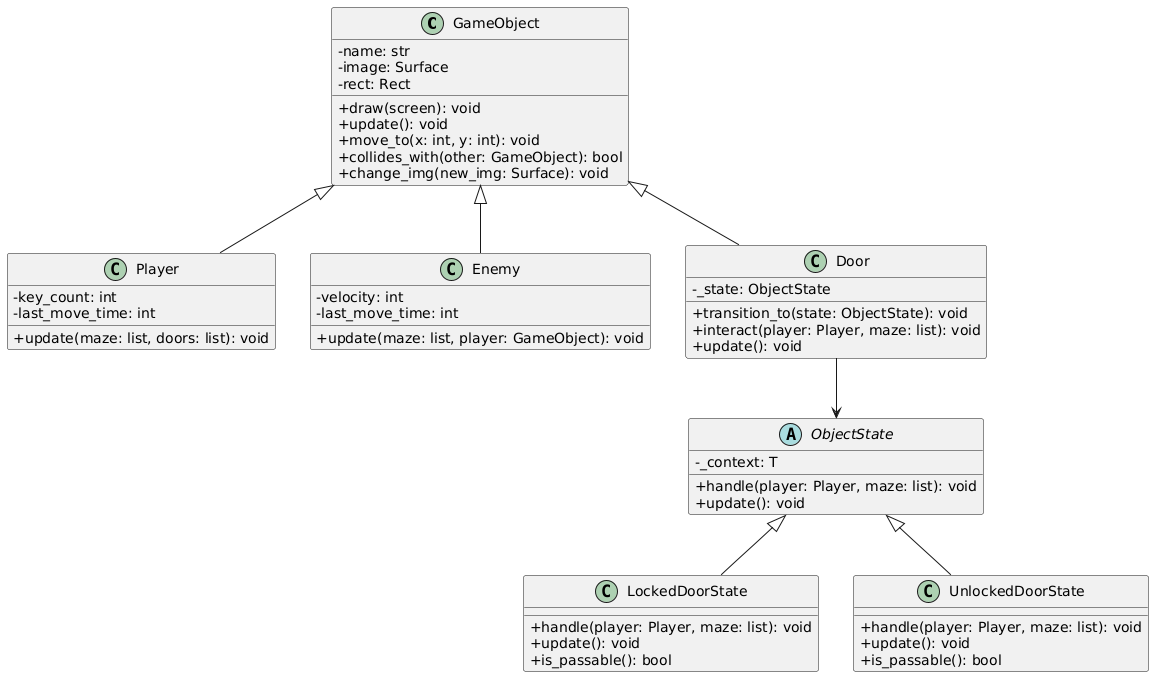 C GameObject
-name: str
-image: Surface
-rect: Rect
+draw(screen): void
+update(): void
+move_to(x: int, y: int): void
+collides_with(other: GameObject): bool
+change_img(new_img: Surface): void
C Player
-key_count: int
-last_move_time: int
+update(maze: list, doors: list): void
C Enemy
-velocity: int
-last_move_time: int
+update(maze: list, player: GameObject): void
C Door
-_state: ObjectState
+transition_to(state: ObjectState): void
+interact(player: Player, maze: list): void
+update(): void
A ObjectState
-_context: T
+handle(player: Player, maze: list): void
+update(): void
C LockedDoorState
+handle(player: Player, maze: list): void
+update(): void
+is_passable(): bool
C UnlockedDoorState
+handle(player: Player, maze: list): void
+update(): void
+is_passable(): bool